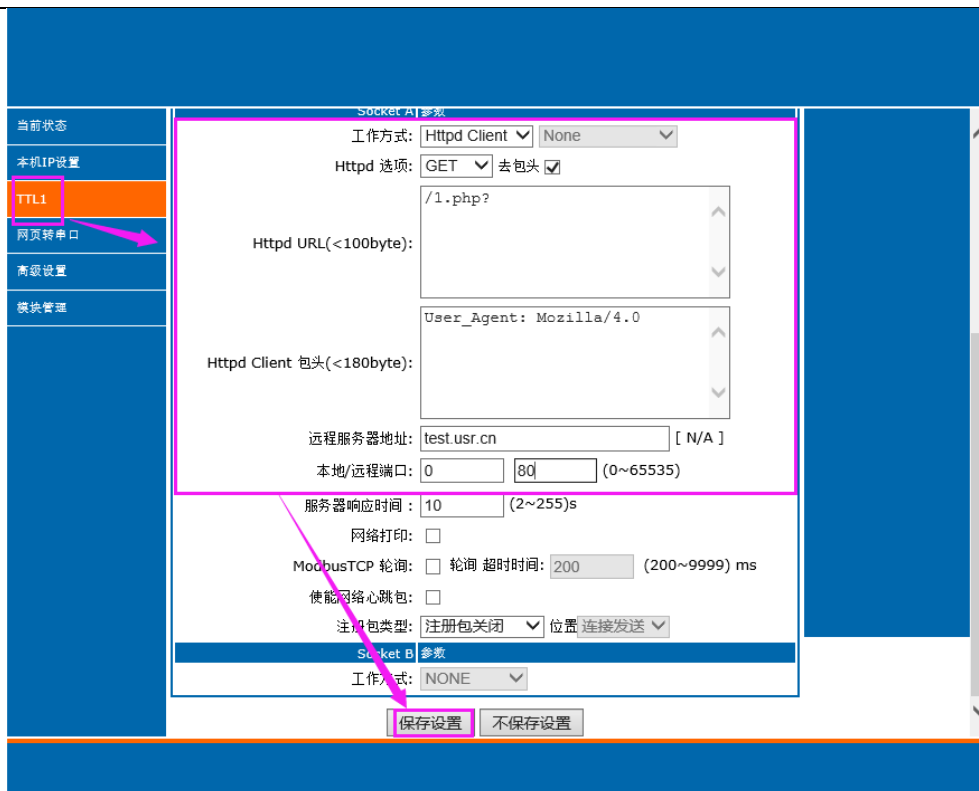 当前状态
本机IP设置
TTL1
网页转串口
高级设置
模块管理
Socket A 参数
工作方式: Httpd Client None
Httpd 选项: GET 去包头
Httpd URL(<100byte): /1.php?
Httpd Client 包头(<180byte): User_Agent: Mozilla/4.0
远程服务器地址: test.usr.cn [ N/A ]
本地/远程端口: 0 80 (0~65535)
服务器响应时间 : 10 (2~255)s
网络打印:
ModbusTCP 轮询: 轮询 超时时间: 200 (200~9999) ms
使能网络心跳包:
注册包类型: 注册包关闭 位置 连接发送
Socket B 参数
工作方式: NONE
保存设置 不保存设置